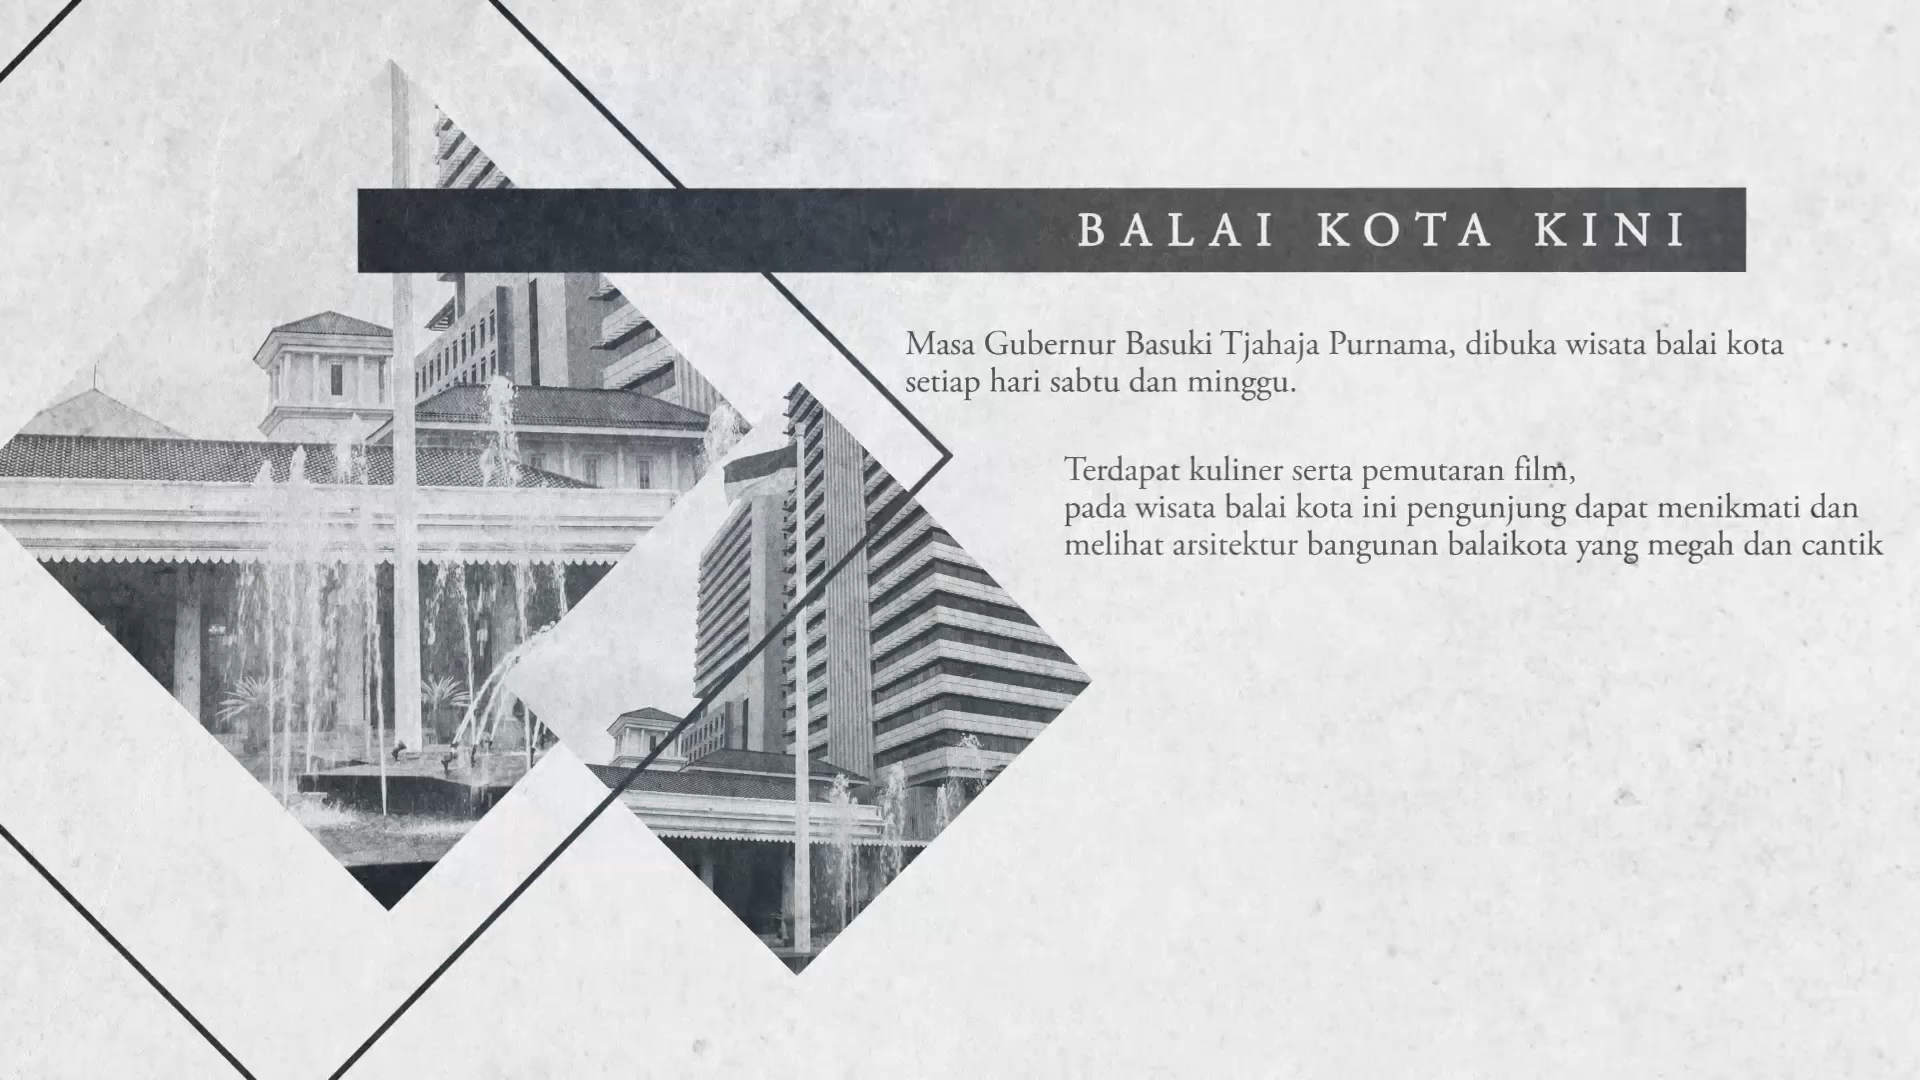 BALAI KOTA KINI
Masa Gubernur Basuki Tjahaja Purnama, dibuka wisata balai kota
setiap hari sabtu dan minggu.
Terdapat kuliner serta pemutaran film,
pada wisata balai kota ini pengunjung dapat menikmati dan
melihat arsitektur bangunan balaikota yang megah dan cantik